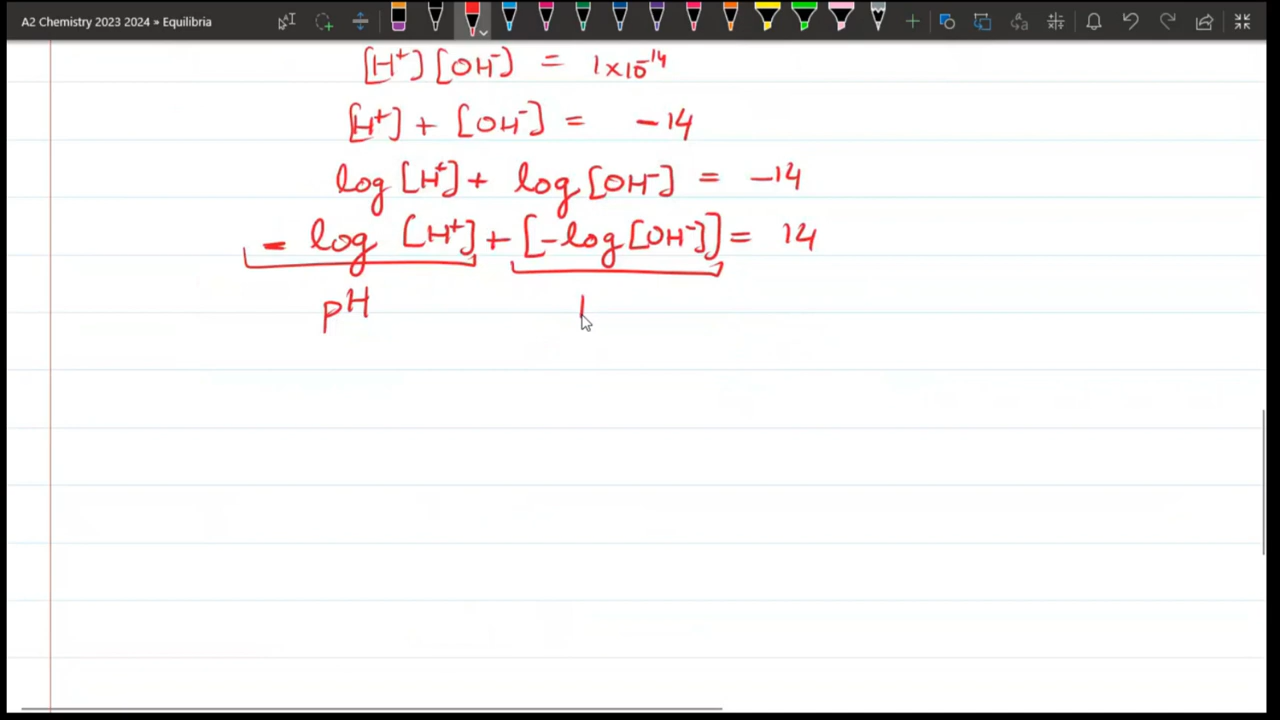 A2 Chemistry 2023 2024 » Equilibria
[H⁺][OH⁻] = 1×10⁻¹⁴
[H⁺] + [OH⁻] = -14
log [H⁺] + log [OH⁻] = -14
- log [H⁺] + [-log [OH⁻]] = 14
pH